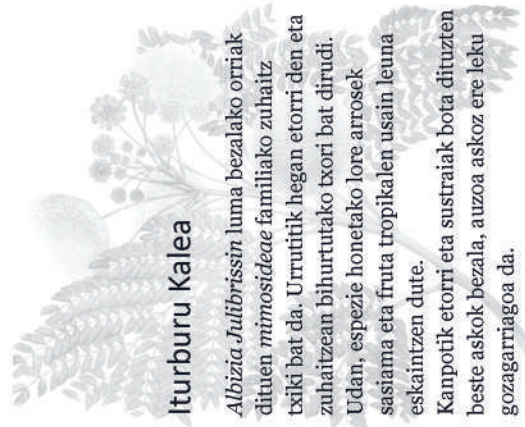 Iturburu Kalea
Albizia Julibrissin luma bezalako orriak
dituen mimosideae familiako zuhaitz
txiki bat da. Urrutitik hegan etorri den eta
zuhaitzean bihurtutako txori bat dirudi.
Udan, espezie honetako lore arrosek
sasiama eta fruta tropikalen usain leuna
eskaintzen dute.
Kanpotik etorri eta sustraiak bota dituzten
beste askok bezala, auzoa askoz ere leku
gozagarriagoa da.